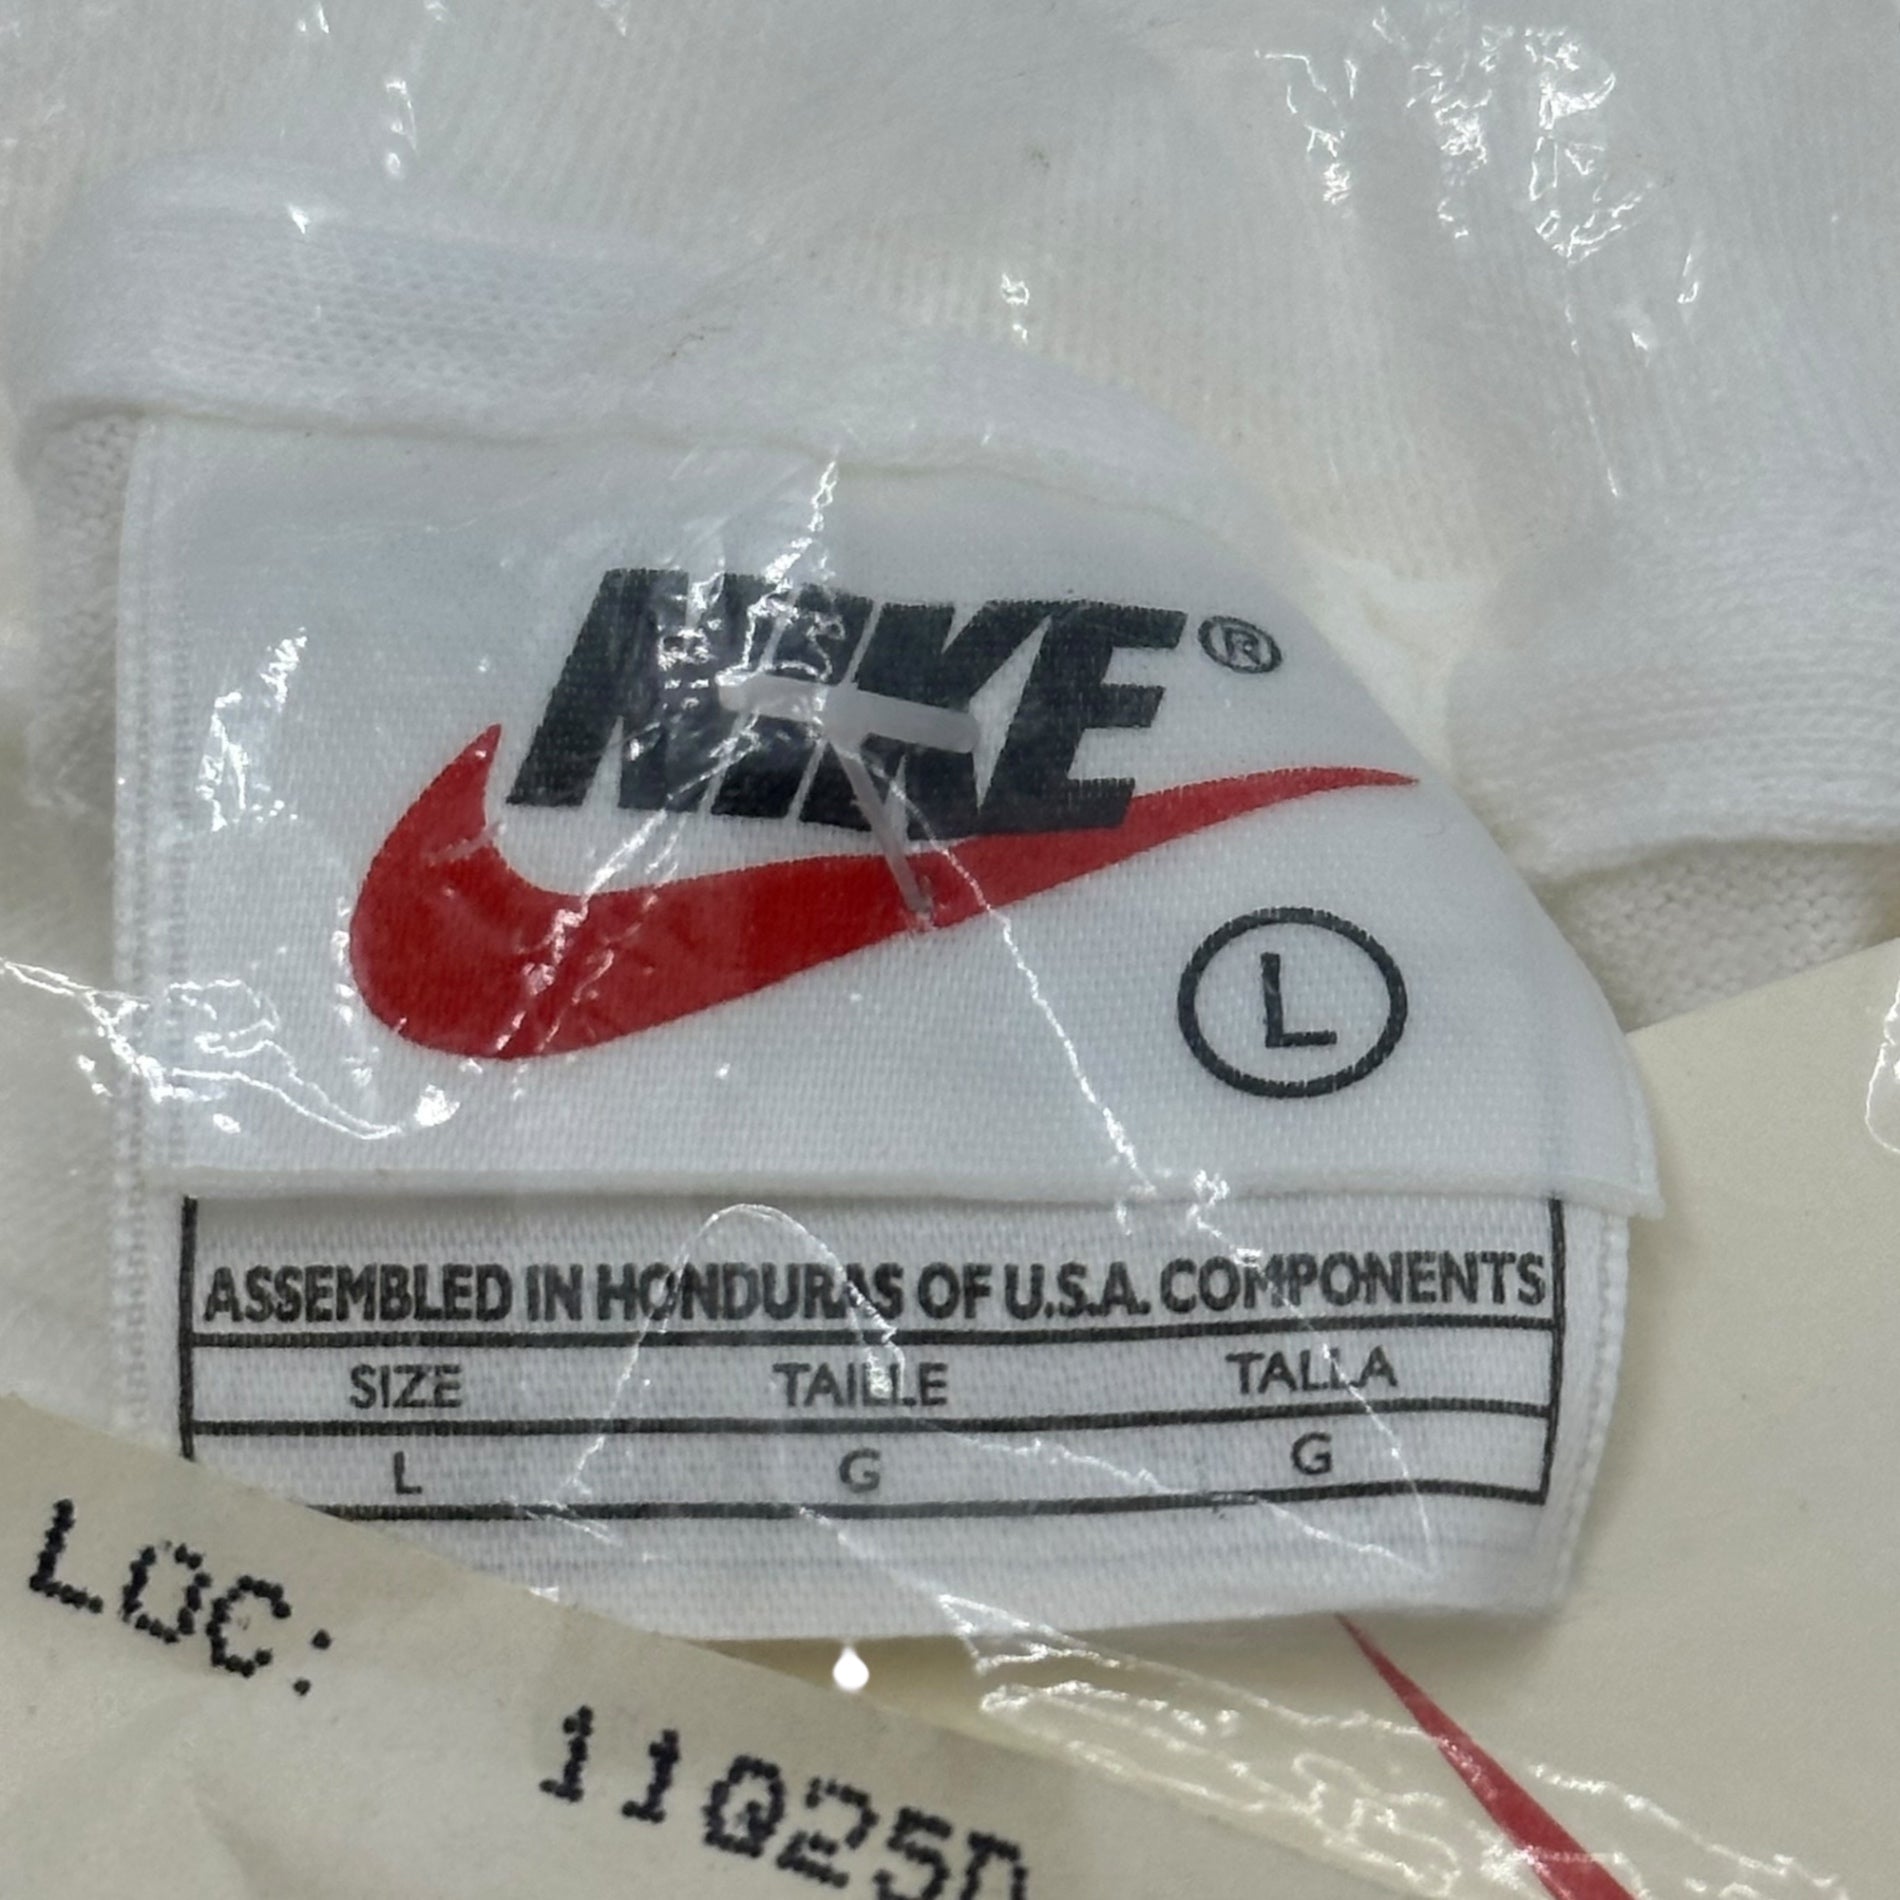 NIKE®
L
ASSEMBLED IN HONDURAS OF U.S.A. COMPONENTS
SIZE TAILLE TALLA
L G G
LOC:
11Q25D